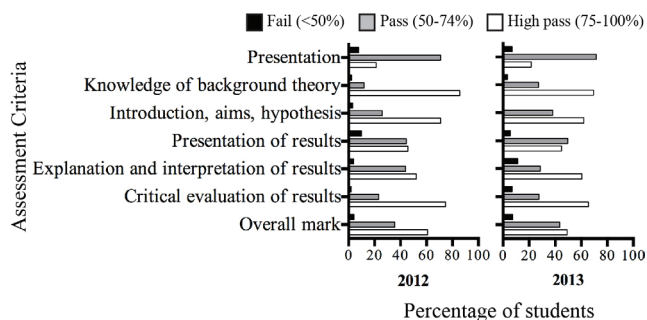 Fail (<50%) Pass (50-74%) High pass (75-100%)
Assessment Criteria
Presentation
Knowledge of background theory
Introduction, aims, hypothesis
Presentation of results
Explanation and interpretation of results
Critical evaluation of results
Overall mark
0 20 40 60 80 100 0 20 40 60 80 100
2012 2013
Percentage of students